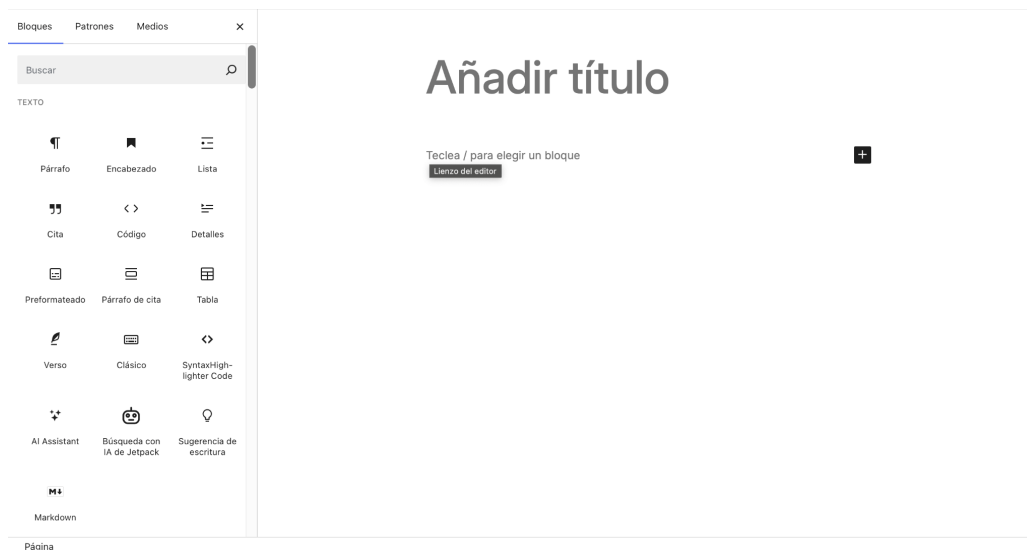 Bloques Patrones Medios
Buscar
TEXTO
Párrafo Encabezado Lista
Cita Código Detalles
Preformateado Párrafo de cita Tabla
Verso Clásico SyntaxHigh-
lighter Code
AI Assistant Búsqueda con Sugerencia de
IA de Jetpack escritura
M
Markdown
Página
Añadir título
Teclea / para elegir un bloque
Lienzo del editor